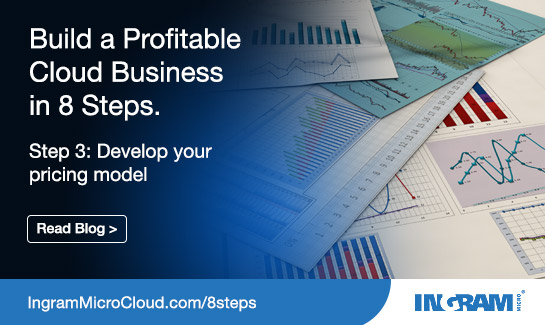 Build a Profitable
Cloud Business
in 8 Steps.
Step 3: Develop your
pricing model
Read Blog >
IngramMicroCloud.com/8steps
INGRAM MICRO®